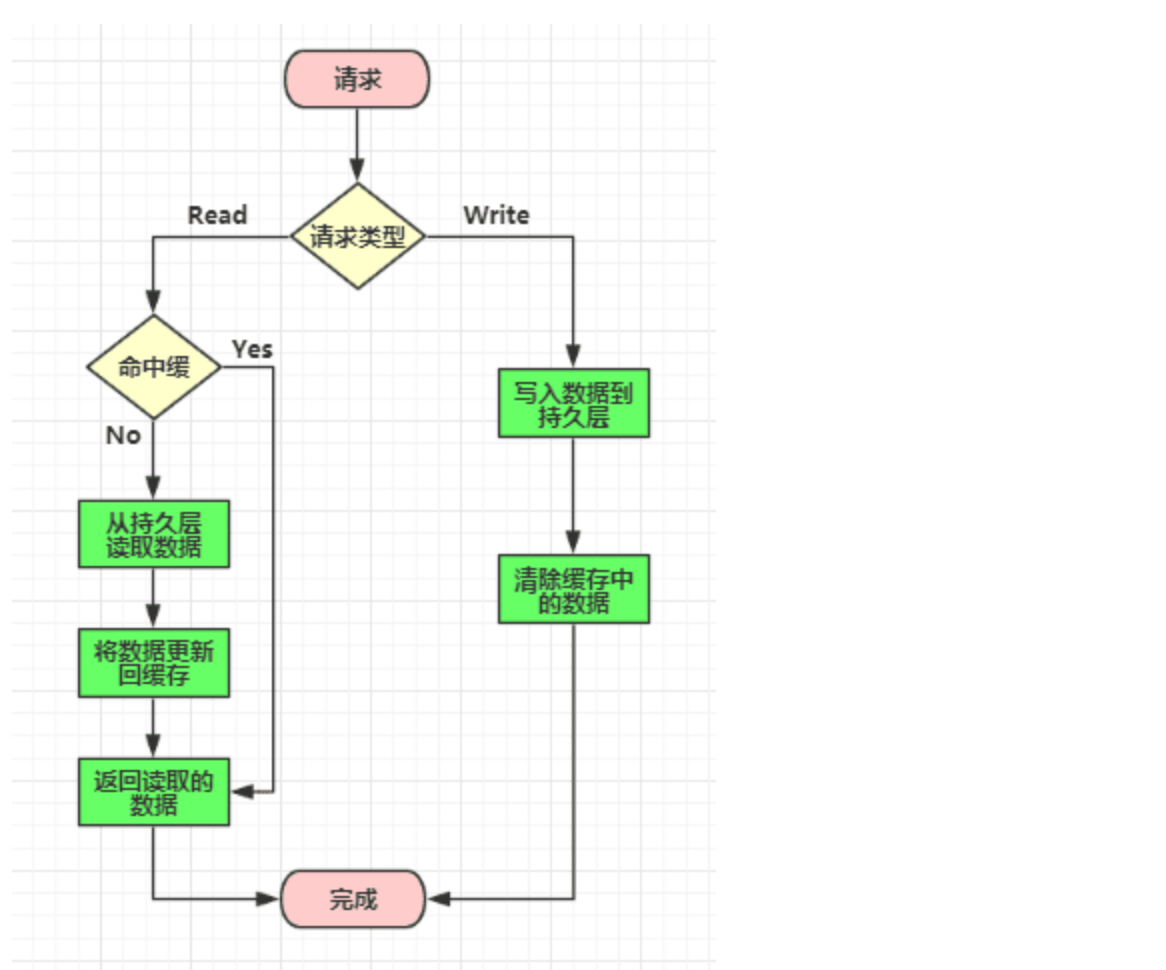 请求
请求类型
Read
Write
命中缓
Yes
No
写入数据到
持久层
从持久层
读取数据
清除缓存中
的数据
将数据更新
回缓存
返回读取的
数据
完成